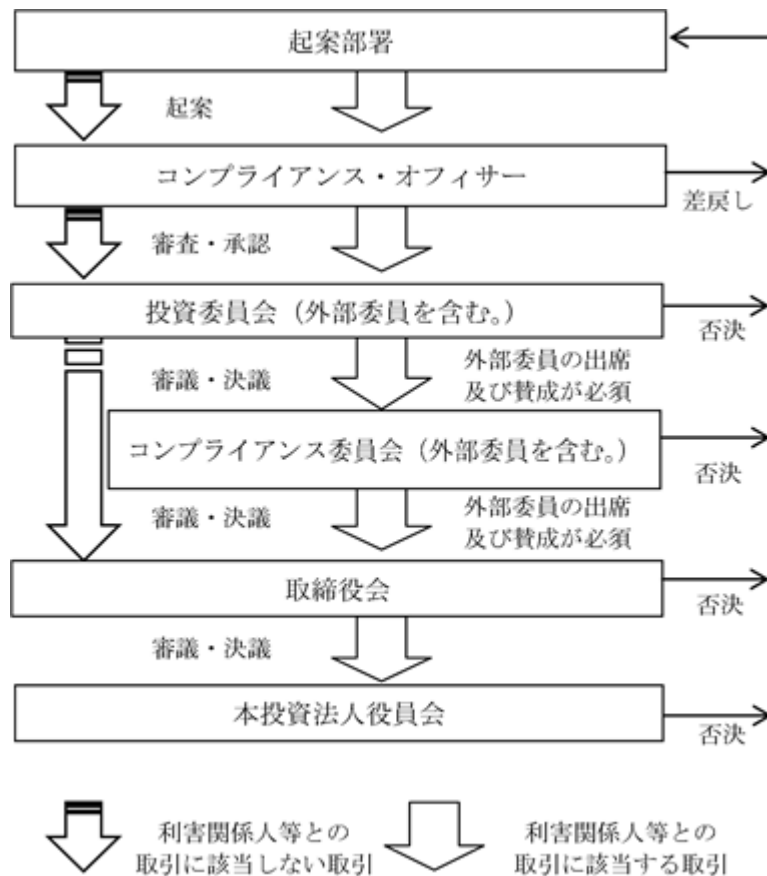 起案部署
起案
コンプライアンス・オフィサー
差戻し
審査・承認
投資委員会（外部委員を含む。）
否決
審議・決議
外部委員の出席
及び賛成が必須
コンプライアンス委員会（外部委員を含む。）
否決
審議・決議
外部委員の出席
及び賛成が必須
取締役会
否決
審議・決議
本投資法人役員会
否決
利害関係人等との
取引に該当しない取引
利害関係人等との
取引に該当する取引